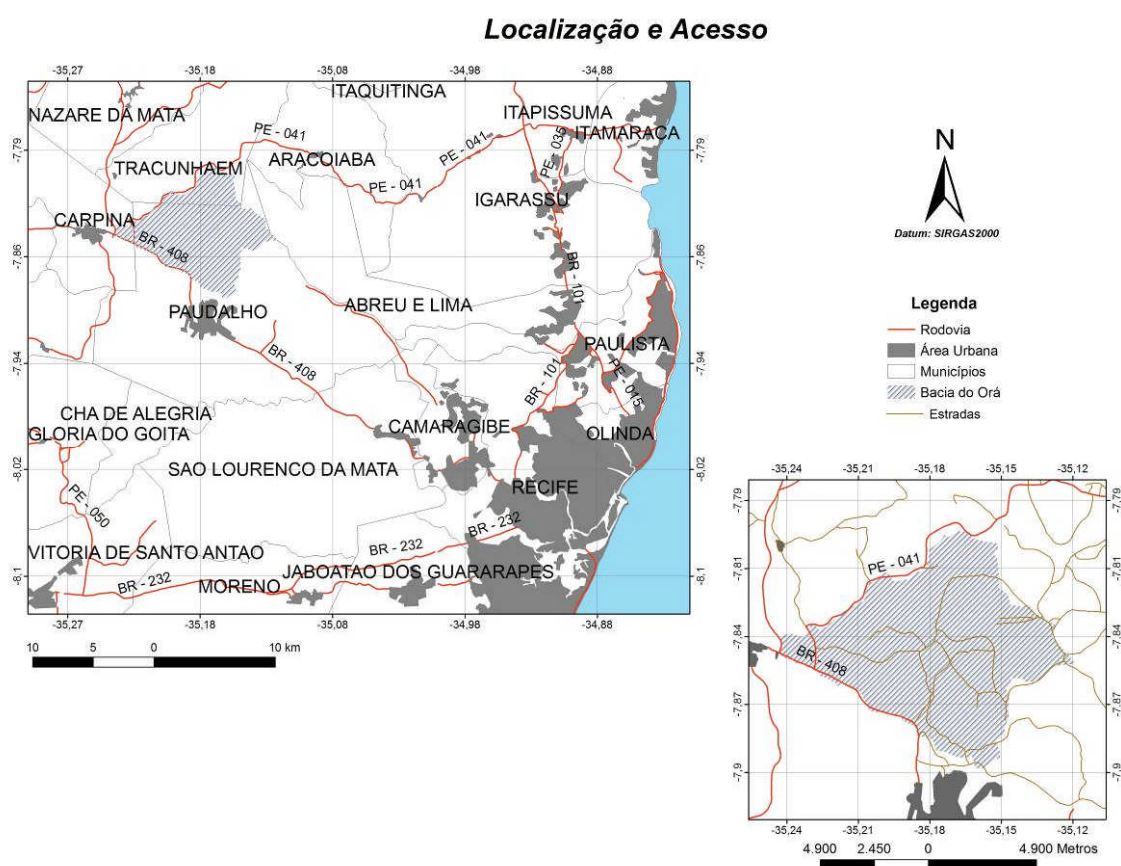 Localização e Acesso
-35,27 -35,18 -35,08 -34,98 -34,88
ITAQUITINGA
NAZARE DA MATA
ITAPISSUMA
ITAMARACA
PE - 041
PE - 041
PE - 035
-7,79 -7,79
ARACOIABA
TRACUNHAEM
PE - 041
IGARASSU
CARPINA
BR - 408
-7,86 -7,86
BR - 101
ABREU E LIMA
PAUDALHO
PAULISTA
BR - 408
-7,94 -7,94
BR - 101
PE - 015
CHA DE ALEGRIA
CAMARAGIBE
OLINDA
GLORIA DO GOITA
-8,02 -8,02
SAO LOURENCO DA MATA
RECIFE
PE - 050
BR - 232
VITORIA DE SANTO ANTAO
BR - 232
JABOATAO DOS GUARARAPES
-8,1 -8,1
BR - 232
MORENO
-35,27 -35,18 -35,08 -34,98 -34,88
10 5 0 10 km
N
Datum: SIRGAS2000
Legenda
Rodovia
Área Urbana
Municípios
Bacia do Orá
Estradas
-35,24 -35,21 -35,18 -35,15 -35,12
-7,79 -7,79
PE - 041
-7,81 -7,81
-7,84 -7,84
BR - 408
-7,87 -7,87
-7,9 -7,9
-35,24 -35,21 -35,18 -35,15 -35,12
4.900 2.450 0 4.900 Metros